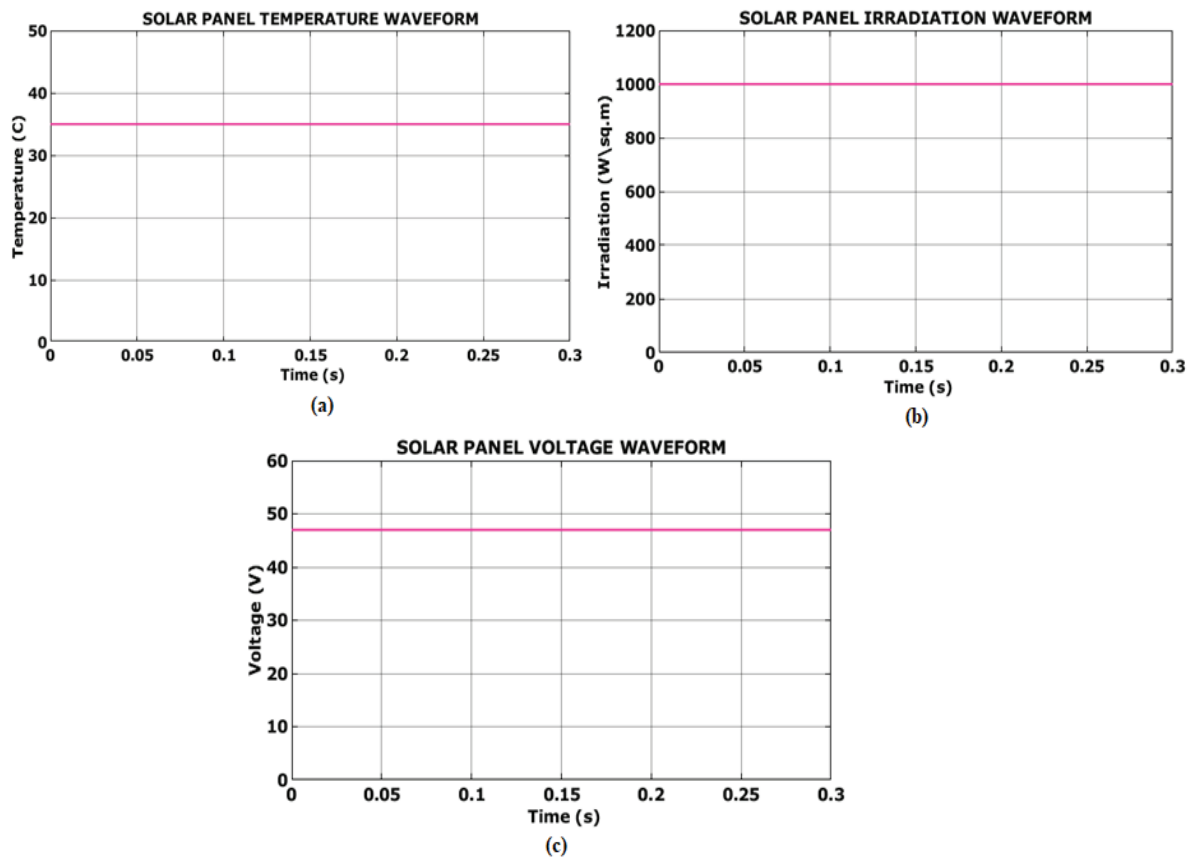 SOLAR PANEL TEMPERATURE WAVEFORM
50
40
30
20
10
0
Temperature (C)
0 0.05 0.1 0.15 0.2 0.25 0.3
Time (s)
(a)
SOLAR PANEL IRRADIATION WAVEFORM
1200
1000
800
600
400
200
0
Irradiation (W\sq.m)
0 0.05 0.1 0.15 0.2 0.25 0.3
Time (s)
(b)
SOLAR PANEL VOLTAGE WAVEFORM
60
50
40
30
20
10
0
Voltage (V)
0 0.05 0.1 0.15 0.2 0.25 0.3
Time (s)
(c)